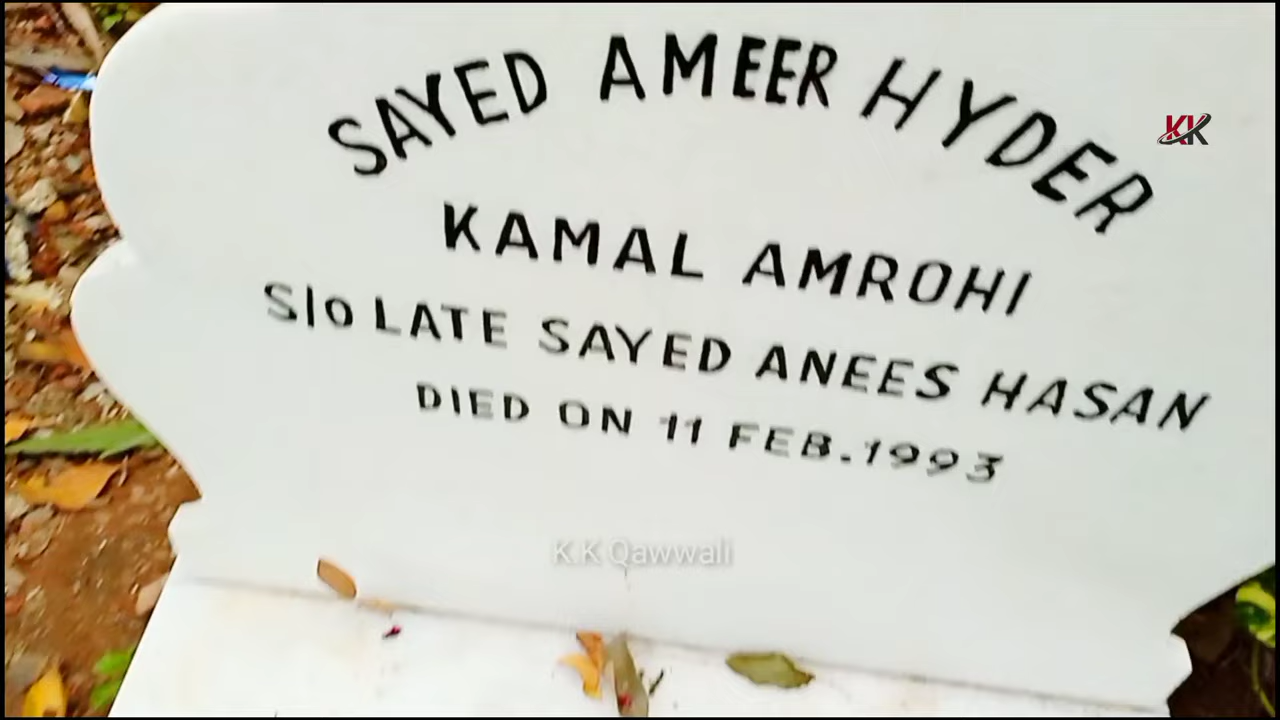 SAYED AMEER HYDER
KK
KAMAL AMROHI
S/o LATE SAYED ANEES HASAN
DIED ON 11 FEB. 1993
K.K Qawwali